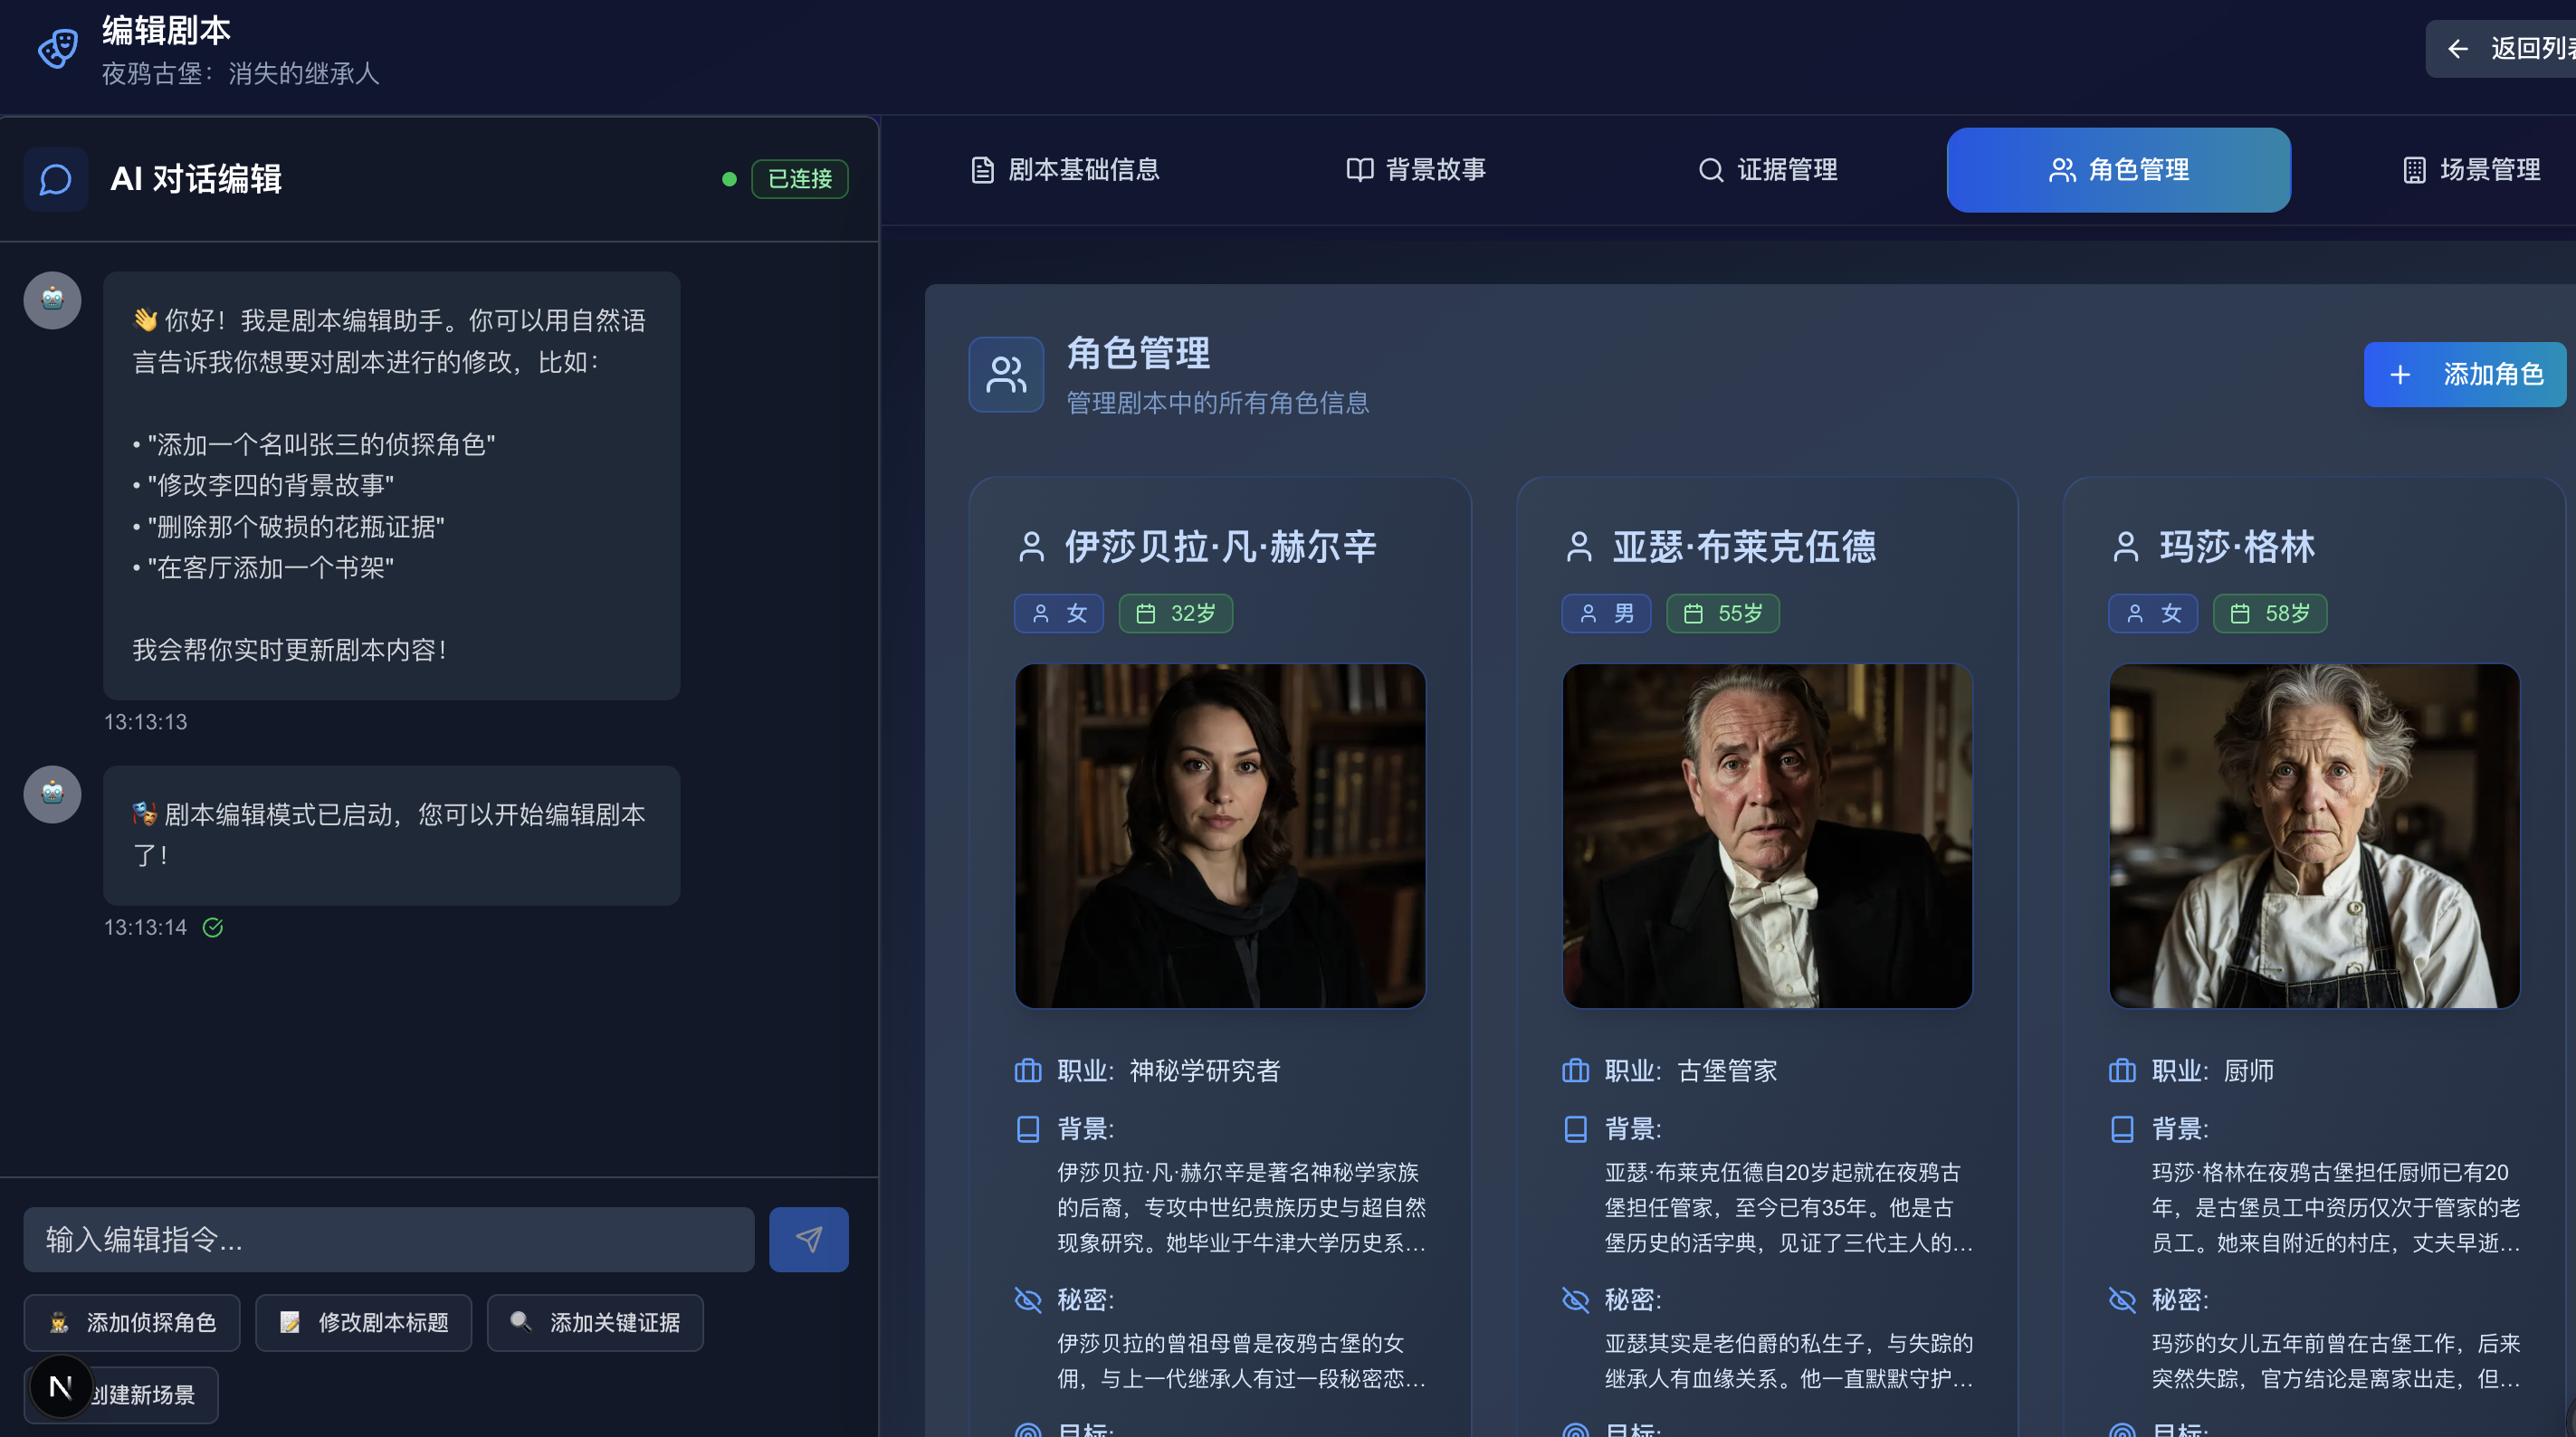 编辑剧本
夜鸦古堡：消失的继承人
返回列表
AI 对话编辑
已连接
剧本基础信息
背景故事
证据管理
角色管理
场景管理
👋 你好！我是剧本编辑助手。你可以用自然语
言告诉我你想要对剧本进行的修改，比如：
• "添加一个名叫张三的侦探角色"
• "修改李四的背景故事"
• "删除那个破损的花瓶证据"
• "在客厅添加一个书架"
我会帮你实时更新剧本内容！
13:13:13
🎭 剧本编辑模式已启动，您可以开始编辑剧本
了！
13:13:14
输入编辑指令...
添加侦探角色
修改剧本标题
添加关键证据
N
创建新场景
角色管理
管理剧本中的所有角色信息
添加角色
伊莎贝拉·凡·赫尔辛
女
32岁
职业: 神秘学研究者
背景:
伊莎贝拉·凡·赫尔辛是著名神秘学家族
的后裔，专攻中世纪贵族历史与超自然
现象研究。她毕业于牛津大学历史系...
秘密:
伊莎贝拉的曾祖母曾是夜鸦古堡的女
佣，与上一代继承人有过一段秘密恋...
目标:
亚瑟·布莱克伍德
男
55岁
职业: 古堡管家
背景:
亚瑟·布莱克伍德自20岁起就在夜鸦古
堡担任管家，至今已有35年。他是古
堡历史的活字典，见证了三代主人的...
秘密:
亚瑟其实是老伯爵的私生子，与失踪的
继承人有血缘关系。他一直默默守护...
目标:
玛莎·格林
女
58岁
职业: 厨师
背景:
玛莎·格林在夜鸦古堡担任厨师已有20
年，是古堡员工中资历仅次于管家的老
员工。她来自附近的村庄，丈夫早逝...
秘密:
玛莎的女儿五年前曾在古堡工作，后来
突然失踪，官方结论是离家出走，但...
目标: